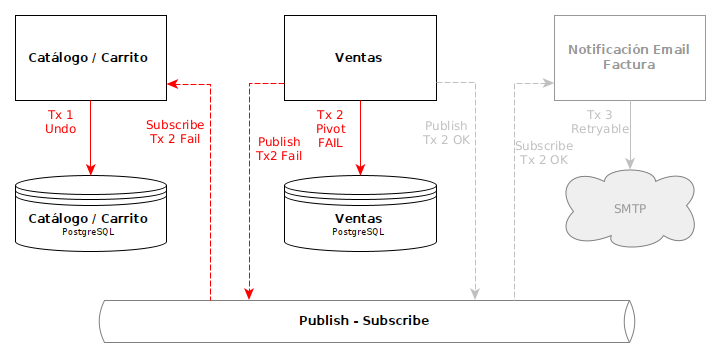 Catálogo / Carrito
Ventas
Notificación Email
Factura
Tx 1
Undo
Subscribe
Tx 2 Fail
Publish
Tx2 Fail
Tx 2
Pivot
FAIL
Publish
Tx 2 OK
Subscribe
Tx 2 OK
Tx 3
Retryable
Catálogo / Carrito
PostgreSQL
Ventas
PostgreSQL
SMTP
Publish - Subscribe